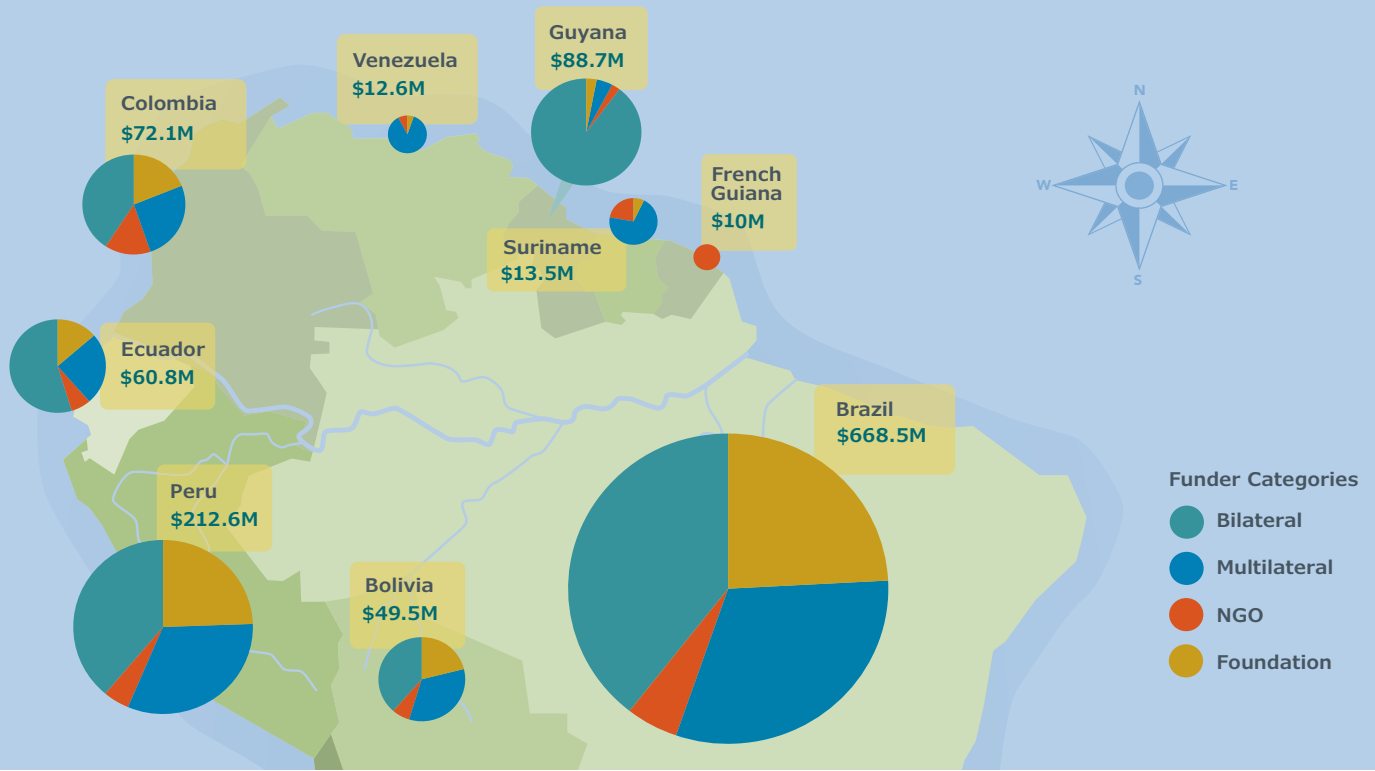 Guyana
$88.7M
Venezuela
$12.6M
Colombia
$72.1M
N
W
E
S
French
Guiana
$10M
Suriname
$13.5M
Ecuador
$60.8M
Brazil
$668.5M
Peru
$212.6M
Bolivia
$49.5M
Funder Categories
Bilateral
Multilateral
NGO
Foundation